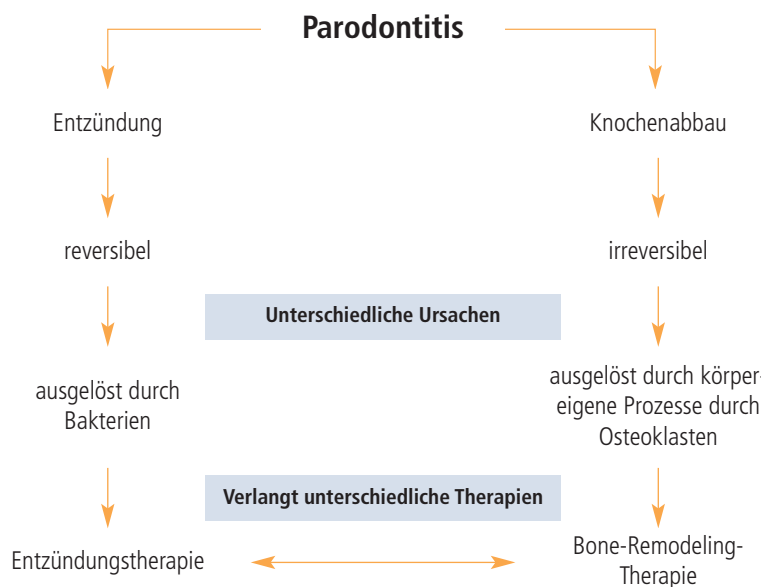 Parodontitis
Entzündung
Knochenabbau
reversibel
irreversibel
Unterschiedliche Ursachen
ausgelöst durch
Bakterien
ausgelöst durch körper-
eigene Prozesse durch
Osteoklasten
Verlangt unterschiedliche Therapien
Entzündungstherapie
Bone-Remodeling-
Therapie